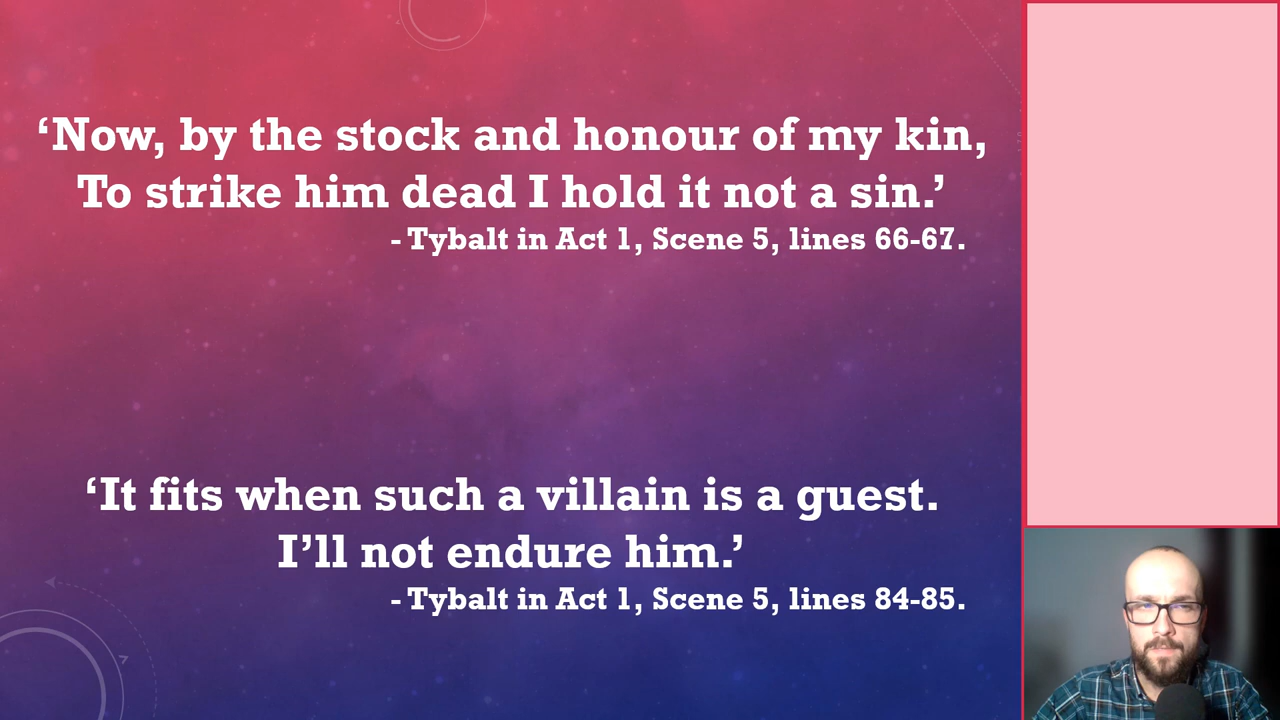 ‘Now, by the stock and honour of my kin,
To strike him dead I hold it not a sin.’
- Tybalt in Act 1, Scene 5, lines 66-67.
‘It fits when such a villain is a guest.
I’ll not endure him.’
- Tybalt in Act 1, Scene 5, lines 84-85.